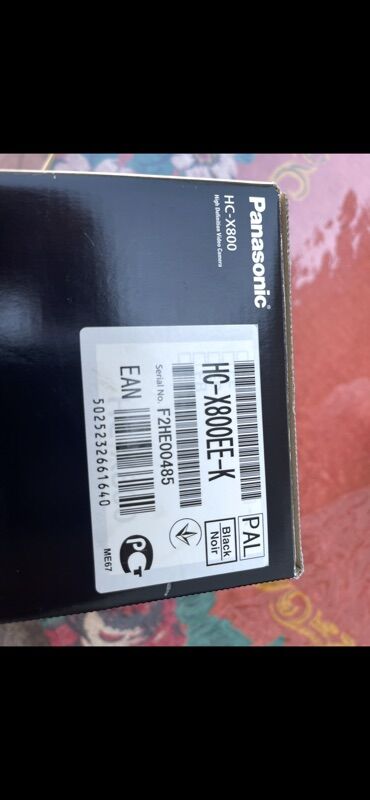 Panasonic®
HC-X800
High Definition Video Camera
HC-X800EE-K
PAL
Black
Noir
Serial No. F2HE00485
EAN
5025232661640
ME67